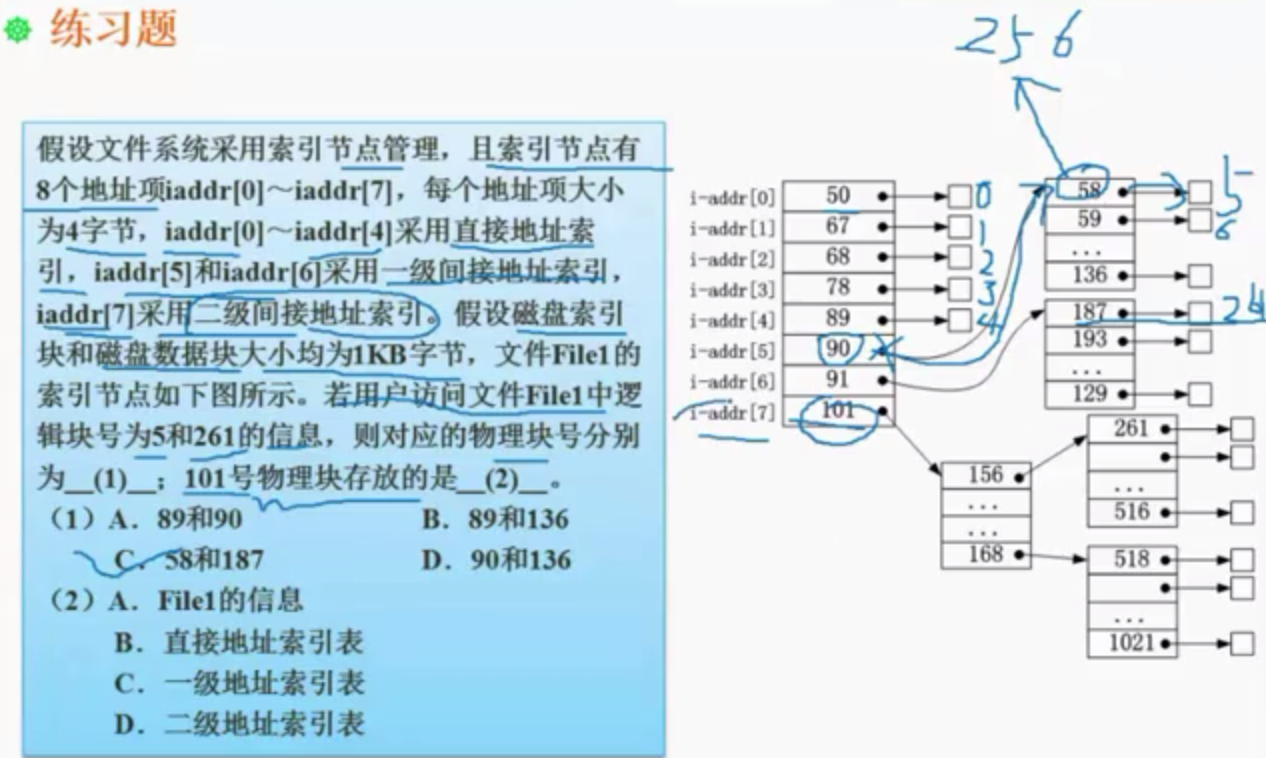 练习题
256
假设文件系统采用索引节点管理，且索引节点有
8个地址项iaddr[0]～iaddr[7]，每个地址项大小
为4字节，iaddr[0]～iaddr[4]采用直接地址索
引，iaddr[5]和iaddr[6]采用一级间接地址索引，
iaddr[7]采用二级间接地址索引。假设磁盘索引
块和磁盘数据块大小均为1KB字节，文件File1的
索引节点如下图所示。若用户访问文件File1中逻
辑块号为5和261的信息，则对应的物理块号分别
为__(1)__；101号物理块存放的是__(2)__。
（1）A．89和90 B．89和136
C．58和187 D．90和136
（2）A．File1的信息
B．直接地址索引表
C．一级地址索引表
D．二级地址索引表
i-addr[0] 50 0
i-addr[1] 67 1
i-addr[2] 68 2
i-addr[3] 78 3
i-addr[4] 89 4
i-addr[5] 90
i-addr[6] 91
i-addr[7] 101
58 5
59 6
...
136
187
193
...
129
156
...
...
168
261
...
516
518
...
1021